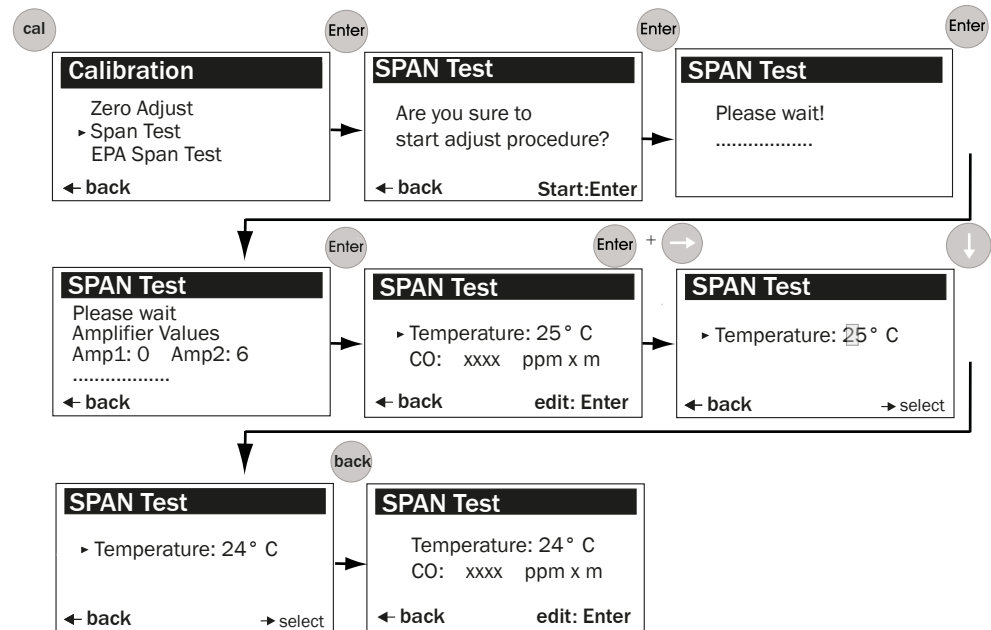 cal
Enter
Enter
Enter
Calibration
Zero Adjust
▸ Span Test
EPA Span Test
← back
SPAN Test
Are you sure to
start adjust procedure?
← back Start:Enter
SPAN Test
Please wait!
..................
Enter
Enter + →
↓
SPAN Test
Please wait
Amplifier Values
Amp1: 0 Amp2: 6
..................
← back
SPAN Test
▸ Temperature: 25° C
CO: xxxx ppm x m
← back edit: Enter
SPAN Test
▸ Temperature: 25° C
← back → select
back
SPAN Test
▸ Temperature: 24° C
← back → select
SPAN Test
Temperature: 24° C
CO: xxxx ppm x m
← back edit: Enter